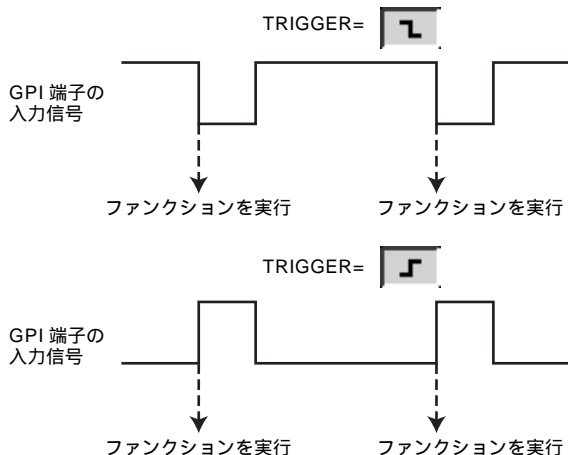 TRIGGER=
GPI 端子の
入力信号
ファンクションを実行 ファンクションを実行
TRIGGER=
GPI 端子の
入力信号
ファンクションを実行 ファンクションを実行